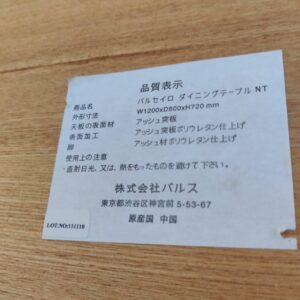 品質表示
商品名 バルセイロ ダイニングテーブル NT
外形寸法 W1200xD800xH720mm
天板の表面材 アッシュ突板
表面加工 アッシュ突板ポリウレタン仕上げ
脚 アッシュ材ポリウレタン仕上げ
使用上の注意
・直射日光、又は、熱をもったものを避けて下さい。
株式会社バルス
東京都渋谷区神宮前 5-53-67
原産国 中国
LOT.NO:111118